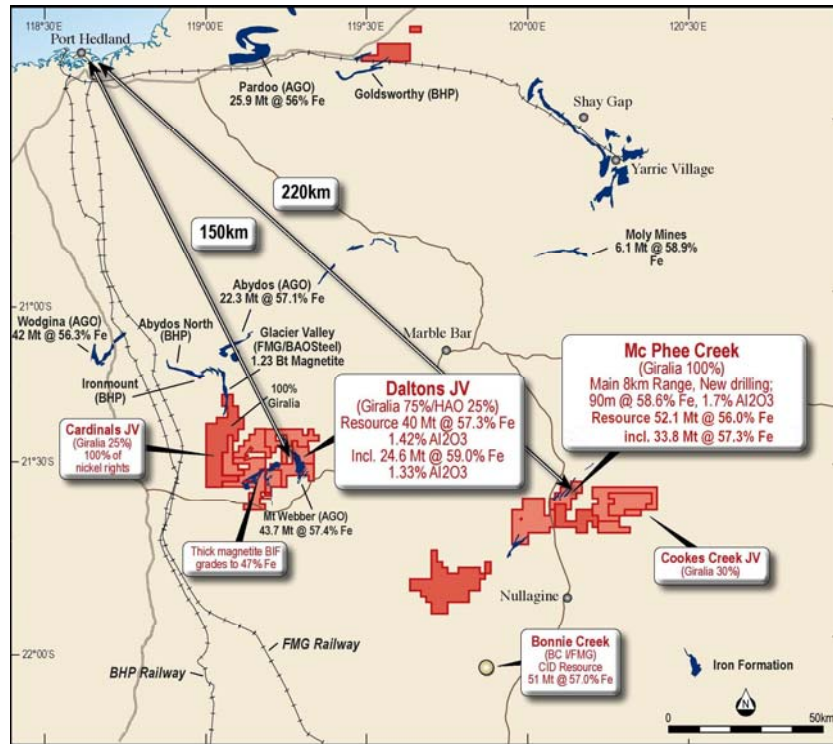 118°30'S
119°00'S
119°30'S
120°00'S
120°30'S
Port Hedland
Pardoo (AGO)
25.9 Mt @ 56% Fe
Goldsworthy (BHP)
Shay Gap
Yarrie Village
220km
150km
Moly Mines
6.1 Mt @ 58.9%
Fe
21°00'S
Abydos (AGO)
22.3 Mt @ 57.1% Fe
Wodgina (AGO)
42 Mt @ 56.3% Fe
Abydos North
(BHP)
Glacier Valley
(FMG/BAOSteel)
1.23 Bt Magnetite
Marble Bar
Ironmount
(BHP)
100%
Giralia
Mc Phee Creek
(Giralia 100%)
Main 8km Range, New drilling;
90m @ 58.6% Fe, 1.7% Al2O3
Resource 52.1 Mt @ 56.0% Fe
incl. 33.8 Mt @ 57.3% Fe
Daltons JV
(Giralia 75%/HAO 25%)
Resource 40 Mt @ 57.3% Fe
1.42% Al2O3
Incl. 24.6 Mt @ 59.0% Fe
1.33% Al2O3
Cardinals JV
(Giralia 25%)
100% of
nickel rights
21°30'S
Mt Webber (AGO)
43.7 Mt @ 57.4% Fe
Thick magnetite BIF
grades to 47% Fe
Cookes Creek JV
(Giralia 30%)
Nullagine
22°00'S
FMG Railway
BHP Railway
Bonnie Creek
(BC I/FMG)
CID Resource
51 Mt @ 57.0% Fe
Iron Formation
N
0
50km